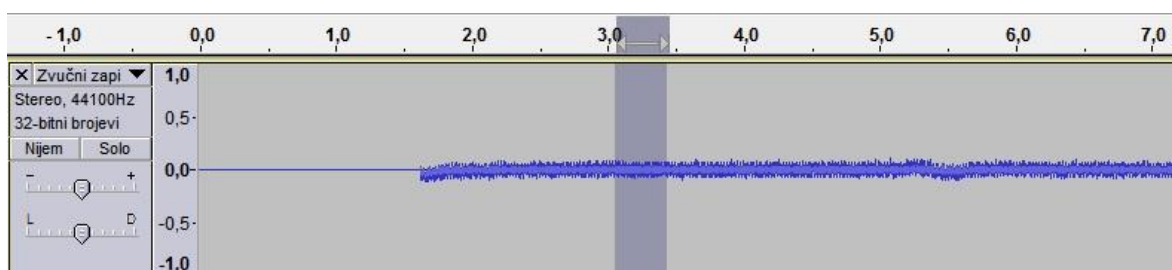 - 1,0 0,0 1,0 2,0 3,0 4,0 5,0 6,0 7,0
X Zvučni zapi ▼ 1,0
Stereo, 44100Hz
32-bitni brojevi 0,5-
Nijem Solo
- + 0,0-
L D -0,5-
-1,0